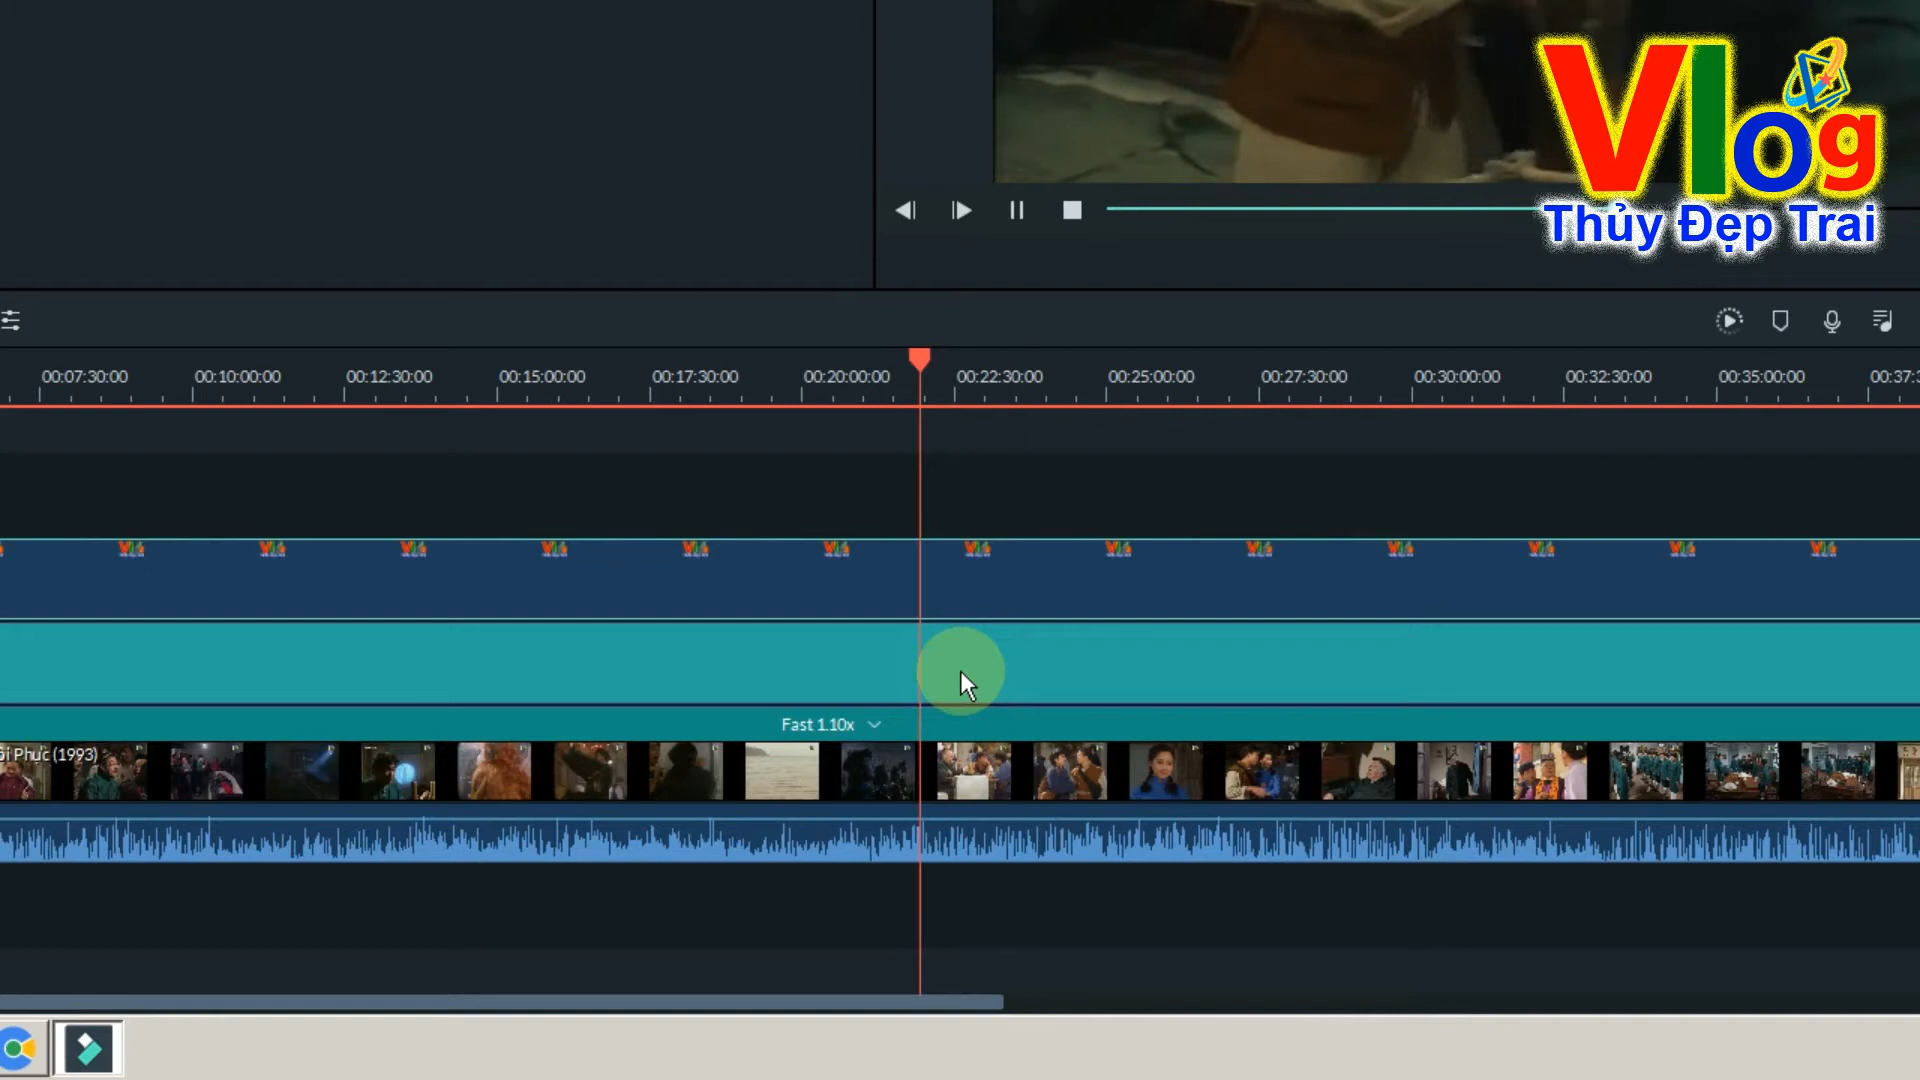 Vlog
Thủy Đẹp Trai
00:07:30:00 00:10:00:00 00:12:30:00 00:15:00:00 00:17:30:00 00:20:00:00 00:22:30:00 00:25:00:00 00:27:30:00 00:30:00:00 00:32:30:00 00:35:00:00 00:37:3
Fast 1.10x
Phục (1993)